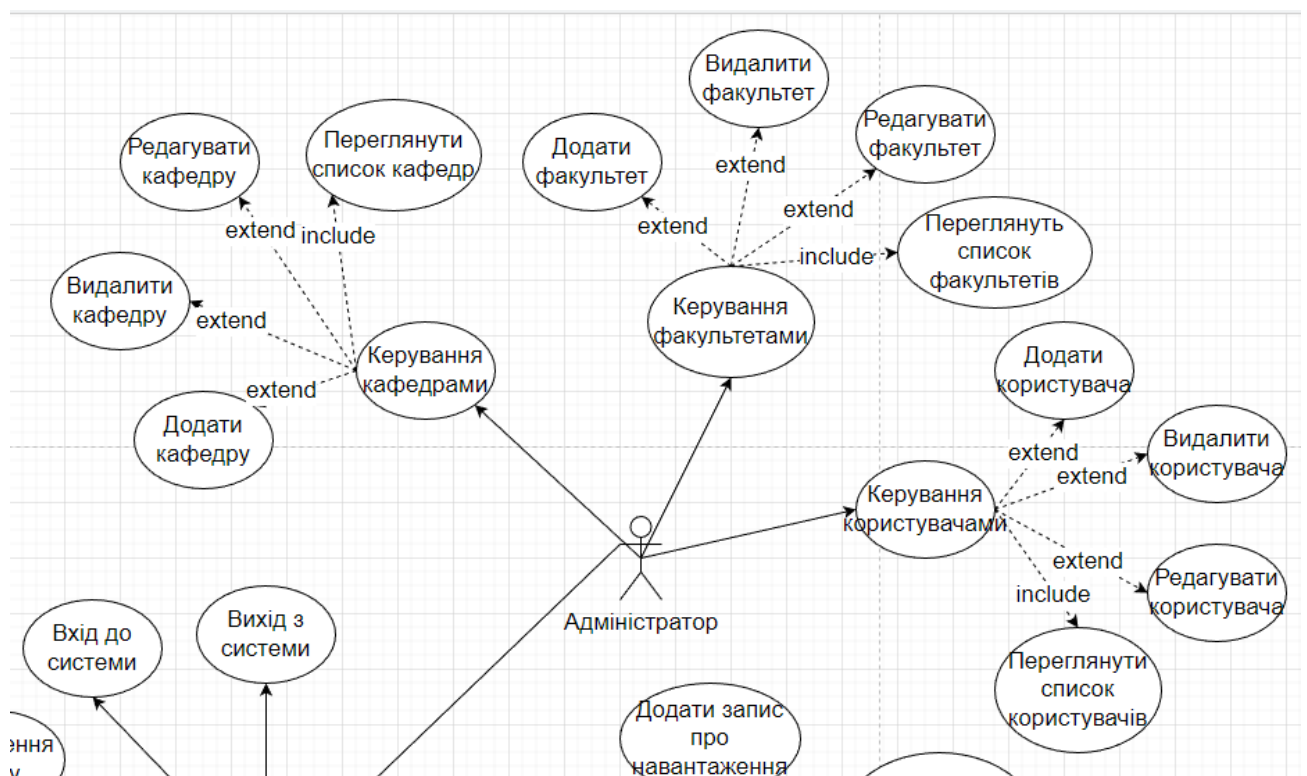 Видалити
факультет
Редагувати
факультет
Додати
факультет
Переглянути
список кафедр
Редагувати
кафедру
extend
extend
extend
include
Переглянуть
список
факультетів
extend
include
Видалити
кафедру
extend
Керування
факультетами
Керування
кафедрами
extend
Додати
кафедру
Додати
користувача
extend
extend
Видалити
користувача
Керування
користувачами
extend
include
Редагувати
користувача
Переглянути
список
користувачів
Адміністратор
Вхід до
системи
Вихід з
системи
Додати запис
про
навантаження
ення
у